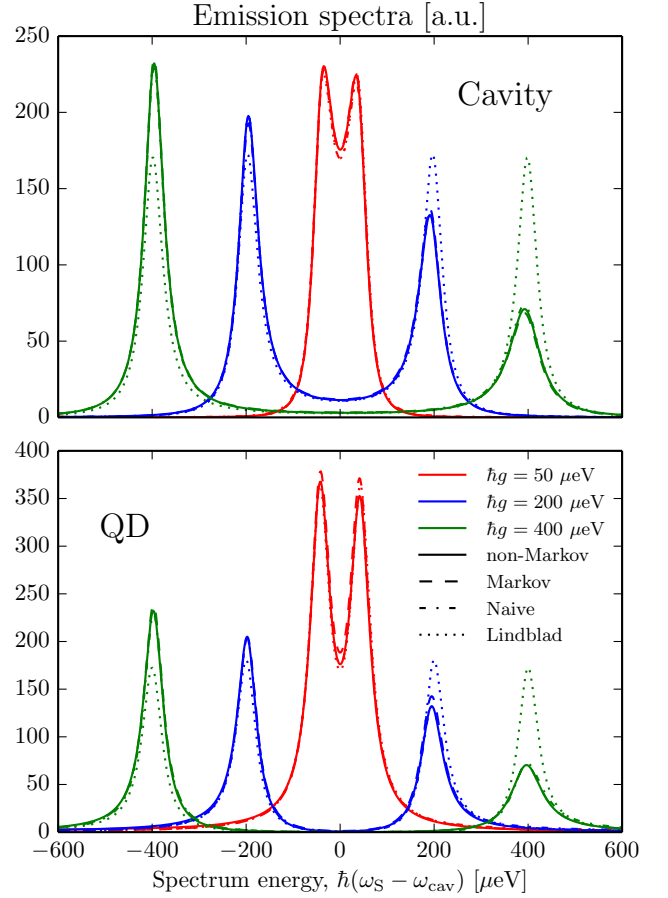 Emission spectra [a.u.]
250
200
150
100
50
0
Cavity
400
350
300
250
200
150
100
50
0
QD
ℏg = 50 μeV
ℏg = 200 μeV
ℏg = 400 μeV
non-Markov
Markov
Naive
Lindblad
−600 −400 −200 0 200 400 600
Spectrum energy, ℏ(ω_S − ω_cav) [μeV]